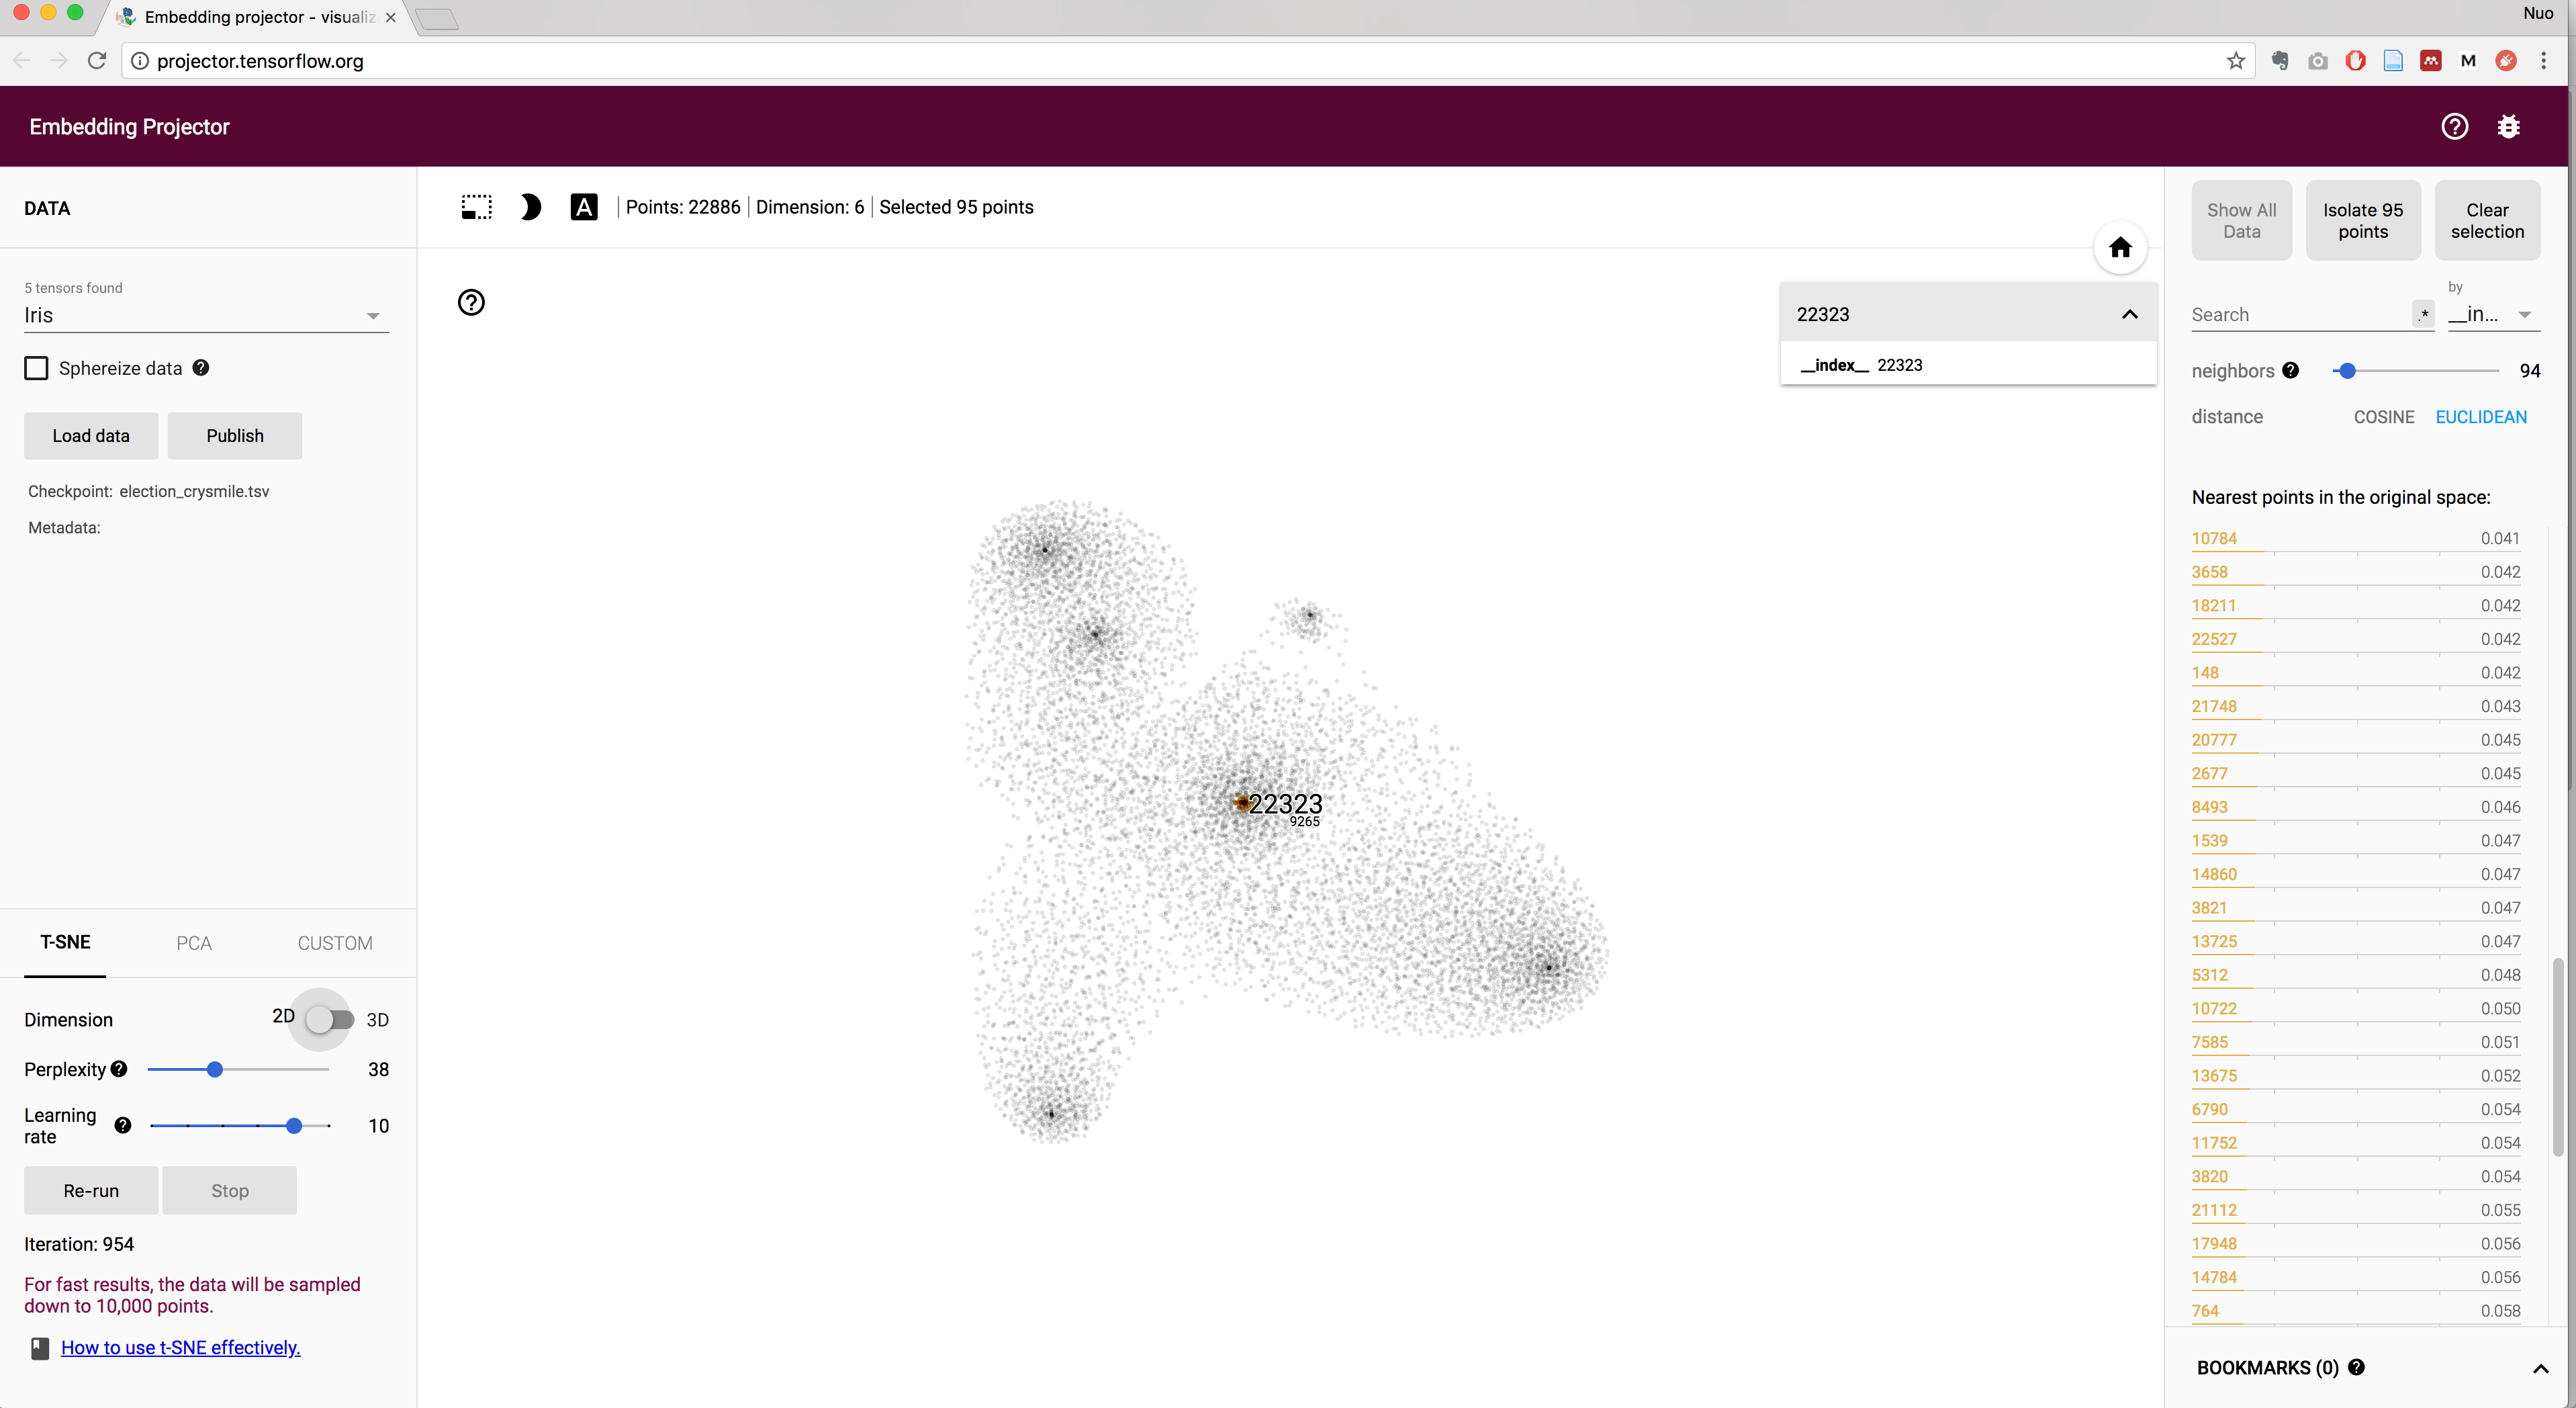 Embedding projector - visualiz
Nuo
projector.tensorflow.org
M
Embedding Projector
DATA
5 tensors found
Iris
Sphereize data
Load data
Publish
Checkpoint: election_crysmile.tsv
Metadata:
T-SNE
PCA
CUSTOM
Dimension
2D
3D
Perplexity
38
Learning
rate
10
Re-run
Stop
Iteration: 954
For fast results, the data will be sampled
down to 10,000 points.
How to use t-SNE effectively.
A
Points: 22886 | Dimension: 6 | Selected 95 points
22323
__index__ 22323
22323
9265
Show All
Data
Isolate 95
points
Clear
selection
Search
.*
by
__in...
neighbors
94
distance
COSINE
EUCLIDEAN
Nearest points in the original space:
10784 0.041
3658 0.042
18211 0.042
22527 0.042
148 0.042
21748 0.043
20777 0.045
2677 0.045
8493 0.046
1539 0.047
14860 0.047
3821 0.047
13725 0.047
5312 0.048
10722 0.050
7585 0.051
13675 0.052
6790 0.054
11752 0.054
3820 0.054
21112 0.055
17948 0.056
14784 0.056
764 0.058
BOOKMARKS (0)